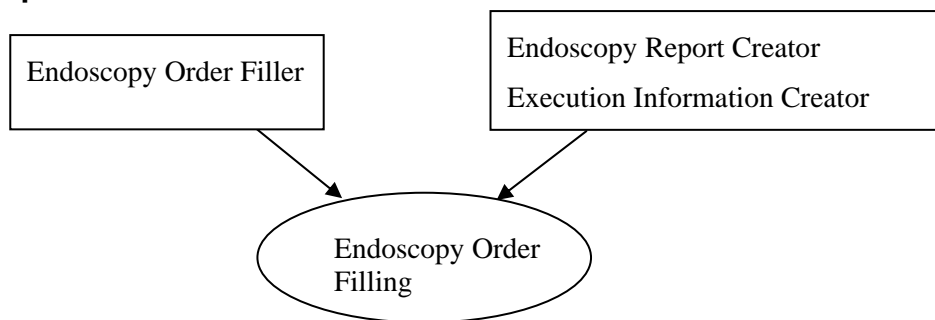 Endoscopy Order Filler
Endoscopy Report Creator
Execution Information Creator
Endoscopy Order
Filling